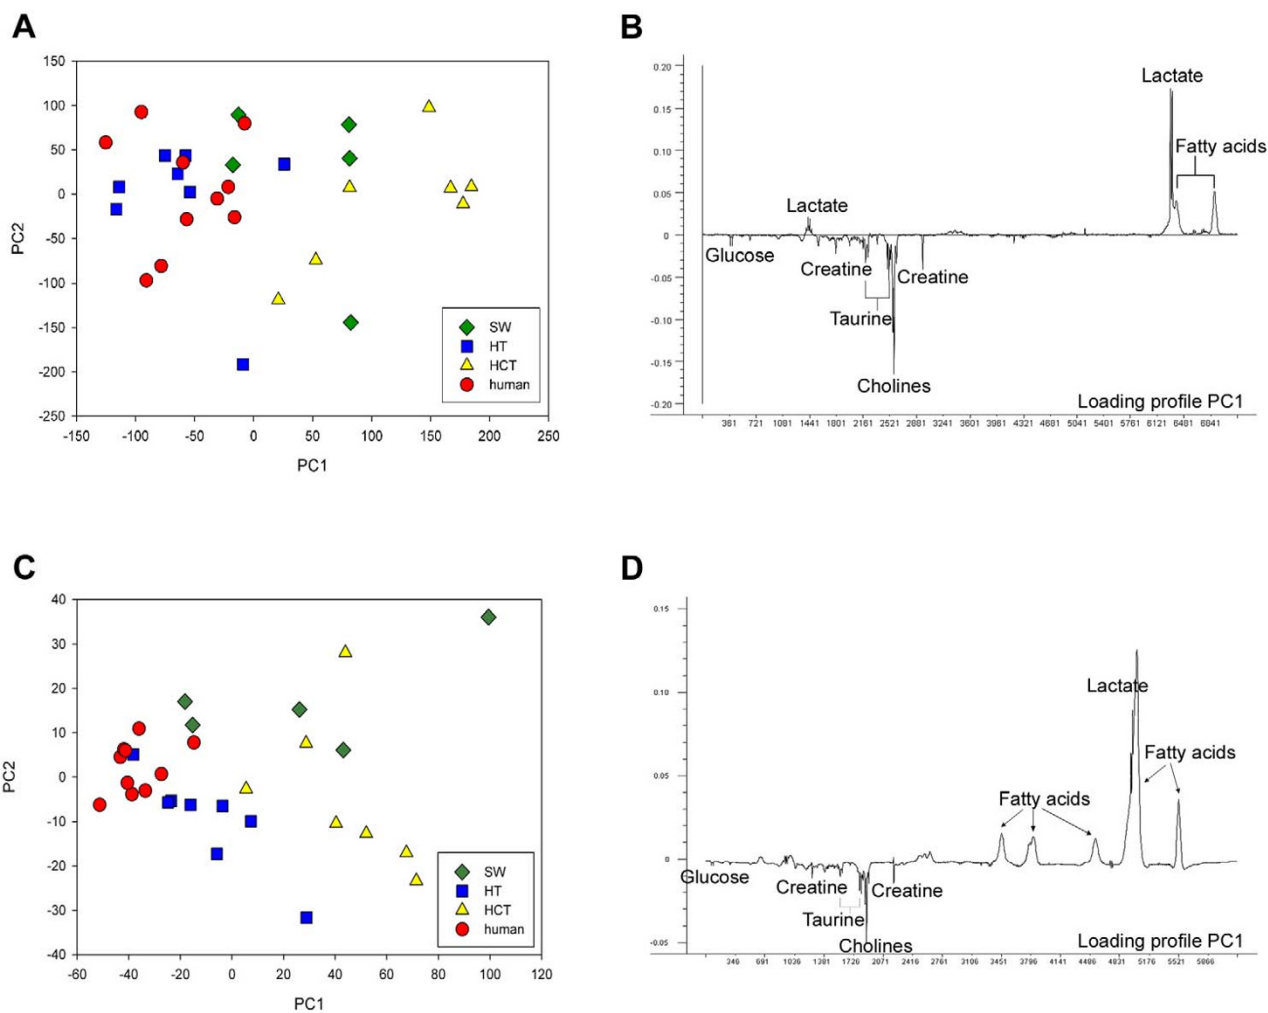 A
150
100
50
0
-50
-100
-150
-200
-250
PC2
-150 -100 -50 0 50 100 150 200 250
PC1
SW
HT
HCT
human
B
0.20
0.15
0.10
0.05
0
-0.05
-0.10
-0.15
-0.20
Lactate
Fatty acids
Lactate
Glucose
Creatine
Creatine
Taurine
Cholines
Loading profile PC1
361 721 1081 1441 1801 2161 2521 2881 3241 3601 3961 4321 4681 5041 5401 5761 6121 6481 6841
C
40
30
20
10
0
-10
-20
-30
-40
PC2
-60 -40 -20 0 20 40 60 80 100 120
PC1
SW
HT
HCT
human
D
0.15
0.10
0.05
0
-0.05
Lactate
Fatty acids
Fatty acids
Glucose
Creatine
Creatine
Taurine
Cholines
Loading profile PC1
346 691 1036 1381 1726 2071 2416 2761 3106 3451 3796 4141 4486 4831 5176 5521 5866